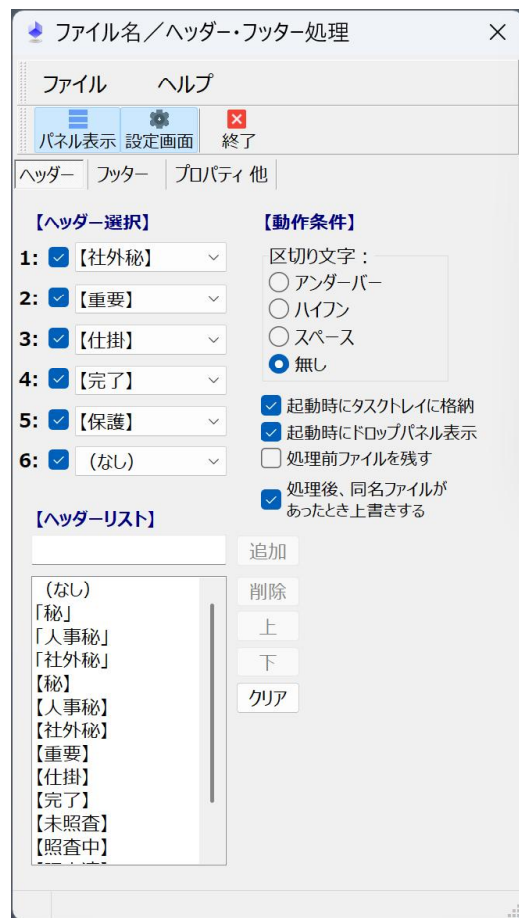 ファイル名／ヘッダー・フッター処理
ファイル ヘルプ
パネル表示 設定画面 終了
ヘッダー フッター プロパティ 他
【ヘッダー選択】
1: 【社外秘】
2: 【重要】
3: 【仕掛】
4: 【完了】
5: 【保護】
6: （なし）
【動作条件】
区切り文字：
アンダーバー
ハイフン
スペース
無し
起動時にタスクトレイに格納
起動時にドロップパネル表示
処理前ファイルを残す
処理後、同名ファイルが
あったとき上書きする
【ヘッダーリスト】
追加
（なし）
「秘」
「人事秘」
「社外秘」
【秘】
【人事秘】
【社外秘】
【重要】
【仕掛】
【完了】
【未照査】
【照査中】
削除
上
下
クリア